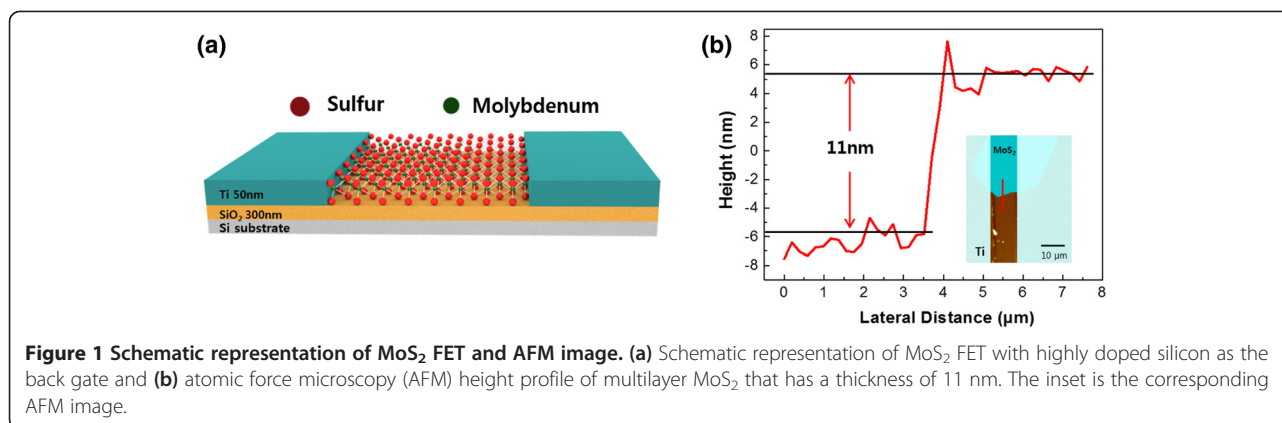 (a)
Sulfur
Molybdenum
Ti 50nm
SiO₂ 300nm
Si substrate
(b)
8
6
4
2
0
-2
-4
-6
-8
Height (nm)
11nm
MoS₂
Ti
10 μm
0 1 2 3 4 5 6 7 8
Lateral Distance (μm)
Figure 1 Schematic representation of MoS₂ FET and AFM image. (a) Schematic representation of MoS₂ FET with highly doped silicon as the
back gate and (b) atomic force microscopy (AFM) height profile of multilayer MoS₂ that has a thickness of 11 nm. The inset is the corresponding
AFM image.